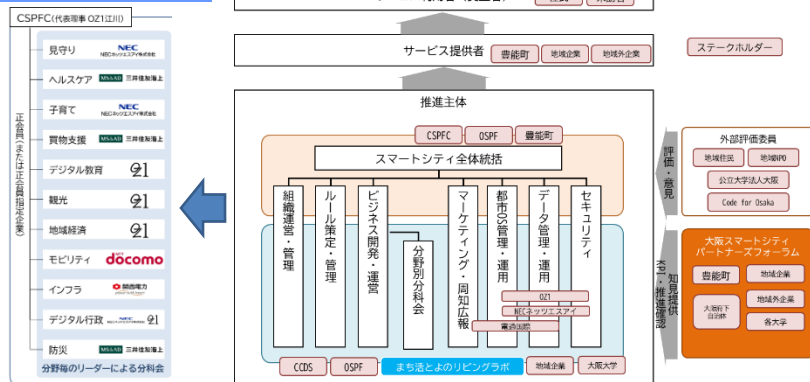 CSPFC(代表理事 OZ1江川)
正会員(または正会員指定企業)
見守り NEC NECネッツエスアイ株式会社
ヘルスケア MS&AD 三井住友海上
子育て NEC NECネッツエスアイ株式会社
買物支援 MS&AD 三井住友海上
デジタル教育 OZ1
観光 OZ1
地域経済 OZ1
モビリティ döcomo
インフラ 関西電力
デジタル行政 OZ1
防災 MS&AD 三井住友海上
分野毎のリーダーによる分科会
サービス提供者 豊能町 地域企業 地域外企業
ステークホルダー
推進主体
CSPFC OSPF 豊能町
スマートシティ全体統括
組織運営・管理
ルール策定・管理
ビジネス開発・運営
分野別分科会
マーケティング・周知広報
都市OS管理・運用
データ管理・運用
セキュリティ
OZ1
NECネッツエスアイ
電通国際
CCDS OSPF まち活とよのリビングラボ 地域企業 大阪大学
評価・意見
外部評価委員
地域住民 地域NPO
公立大学法人大阪
Code for Osaka
知見提供
KPI・推進確認
大阪スマートシティ
パートナーズフォーラム
豊能町 地域企業
大阪府下
自治体
地域外企業
各大学